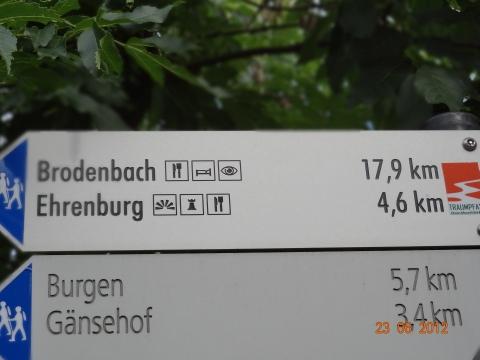 Brodenbach 17,9 km
Ehrenburg 4,6 km
TRAUMPFA
Burgen 5,7 km
Gänsehof 3,4 km
23 06 2012